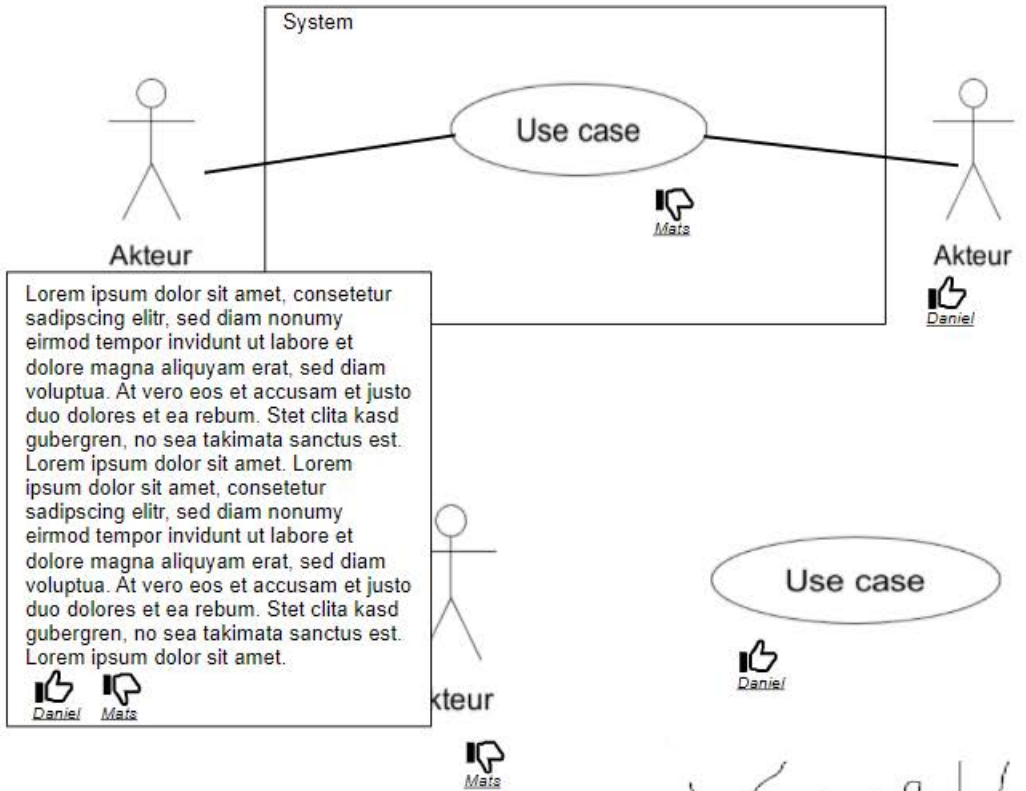 System
Use case
Mats
Akteur
Akteur
Daniel
Lorem ipsum dolor sit amet, consetetur
sadipscing elitr, sed diam nonumy
eirmod tempor invidunt ut labore et
dolore magna aliquyam erat, sed diam
voluptua. At vero eos et accusam et justo
duo dolores et ea rebum. Stet clita kasd
gubergren, no sea takimata sanctus est.
Lorem ipsum dolor sit amet. Lorem
ipsum dolor sit amet, consetetur
sadipscing elitr, sed diam nonumy
eirmod tempor invidunt ut labore et
dolore magna aliquyam erat, sed diam
voluptua. At vero eos et accusam et justo
duo dolores et ea rebum. Stet clita kasd
gubergren, no sea takimata sanctus est.
Lorem ipsum dolor sit amet.
Daniel Mats
Use case
Daniel
kteur
Mats